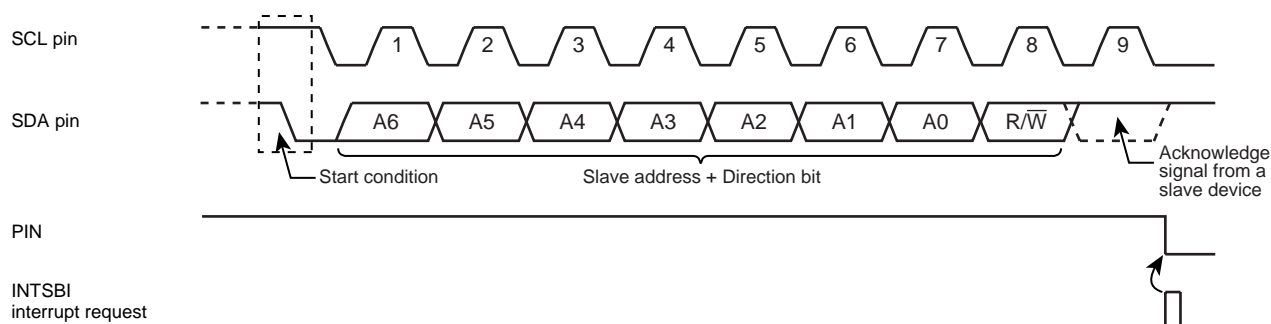 SCL pin
1 2 3 4 5 6 7 8 9
SDA pin
A6 A5 A4 A3 A2 A1 A0 R/W̅
Start condition
Slave address + Direction bit
Acknowledge
signal from a
slave device
PIN
INTSBI
interrupt request